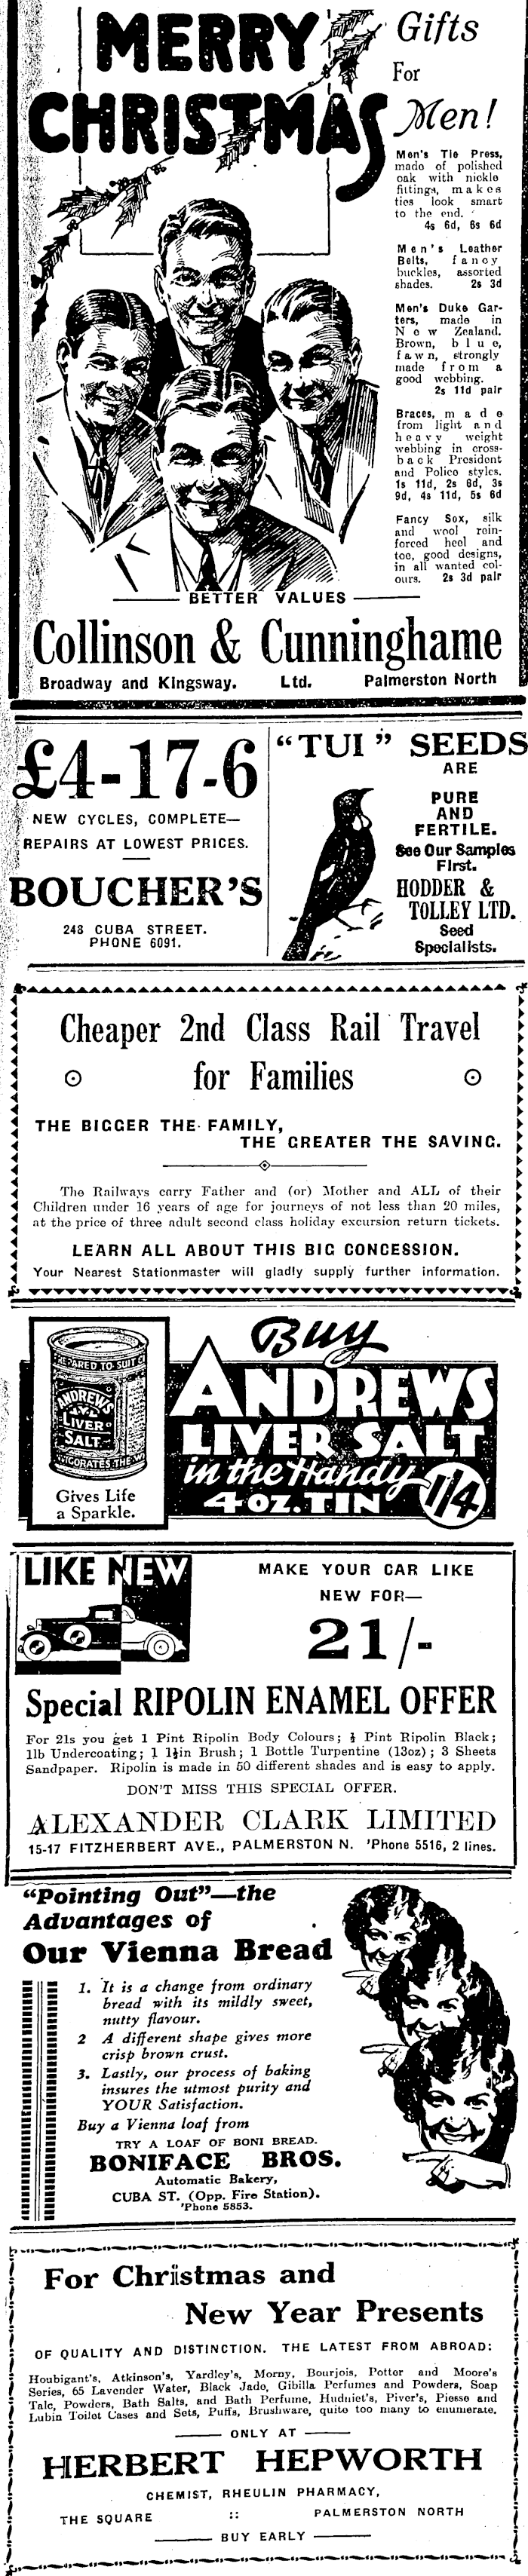 MERRY
CHRISTMAS
Gifts
For
Men!
Men's Tie Press,
made of polished
oak with nickle
fittings, makes
ties look smart
to the end.
4s 6d, 6s 6d
Men's Leather
Belts, fancy
buckles, assorted
shades. 2s 3d
Men's Duke Gar-
ters, made in
New Zealand.
Brown, blue,
fawn, strongly
made from a
good webbing.
2s 11d pair
Braces, made
from light and
heavy weight
webbing in cross-
back President
and Police styles.
1s 11d, 2s 6d, 3s
9d, 4s 11d, 5s 6d
Fancy Sox, silk
and wool rein-
forced heel and
toe, good designs,
in all wanted col-
ours. 2s 3d pair
BETTER VALUES
Collinson & Cunninghame
Broadway and Kingsway. Ltd. Palmerston North
£4-17-6
NEW CYCLES, COMPLETE—
REPAIRS AT LOWEST PRICES.
BOUCHER'S
248 CUBA STREET.
PHONE 6091.
"TUI" SEEDS
ARE
PURE
AND
FERTILE.
See Our Samples
First.
HODDER &
TOLLEY LTD.
Seed
Specialists.
Cheaper 2nd Class Rail Travel
for Families
THE BIGGER THE FAMILY,
THE GREATER THE SAVING.
The Railways carry Father and (or) Mother and ALL of their
Children under 16 years of age for journeys of not less than 20 miles,
at the price of three adult second class holiday excursion return tickets.
LEARN ALL ABOUT THIS BIG CONCESSION.
Your Nearest Stationmaster will gladly supply further information.
PREPARED TO SUIT
ANDREWS
LIVER
SALT
INVIGORATES THE
Gives Life
a Sparkle.
Buy
ANDREWS
LIVER SALT
in the Handy
4 OZ. TIN 1/4
LIKE NEW
MAKE YOUR CAR LIKE
NEW FOR—
21/-
Special RIPOLIN ENAMEL OFFER
For 21s you get 1 Pint Ripolin Body Colours; ½ Pint Ripolin Black;
1lb Undercoating; 1 1½in Brush; 1 Bottle Turpentine (13oz); 3 Sheets
Sandpaper. Ripolin is made in 50 different shades and is easy to apply.
DON'T MISS THIS SPECIAL OFFER.
ALEXANDER CLARK LIMITED
15-17 FITZHERBERT AVE., PALMERSTON N. 'Phone 5516, 2 lines.
"Pointing Out"—the
Advantages of
Our Vienna Bread
1. It is a change from ordinary
bread with its mildly sweet,
nutty flavour.
2 A different shape gives more
crisp brown crust.
3. Lastly, our process of baking
insures the utmost purity and
YOUR Satisfaction.
Buy a Vienna loaf from
TRY A LOAF OF BONI BREAD.
BONIFACE BROS.
Automatic Bakery,
CUBA ST. (Opp. Fire Station).
'Phone 5853.
For Christmas and
New Year Presents
OF QUALITY AND DISTINCTION. THE LATEST FROM ABROAD:
Houbigant's, Atkinson's, Yardley's, Morny, Bourjois, Potter and Moore's
Series, 65 Lavender Water, Black Jade, Gibilla Perfumes and Powders, Soap
Talc, Powders, Bath Salts, and Bath Perfume, Hudnict's, Piver's, Piesse and
Lubin Toilet Cases and Sets, Puffs, Brushware, quite too many to enumerate.
ONLY AT
HERBERT HEPWORTH
CHEMIST, RHEULIN PHARMACY,
THE SQUARE :: PALMERSTON NORTH
BUY EARLY